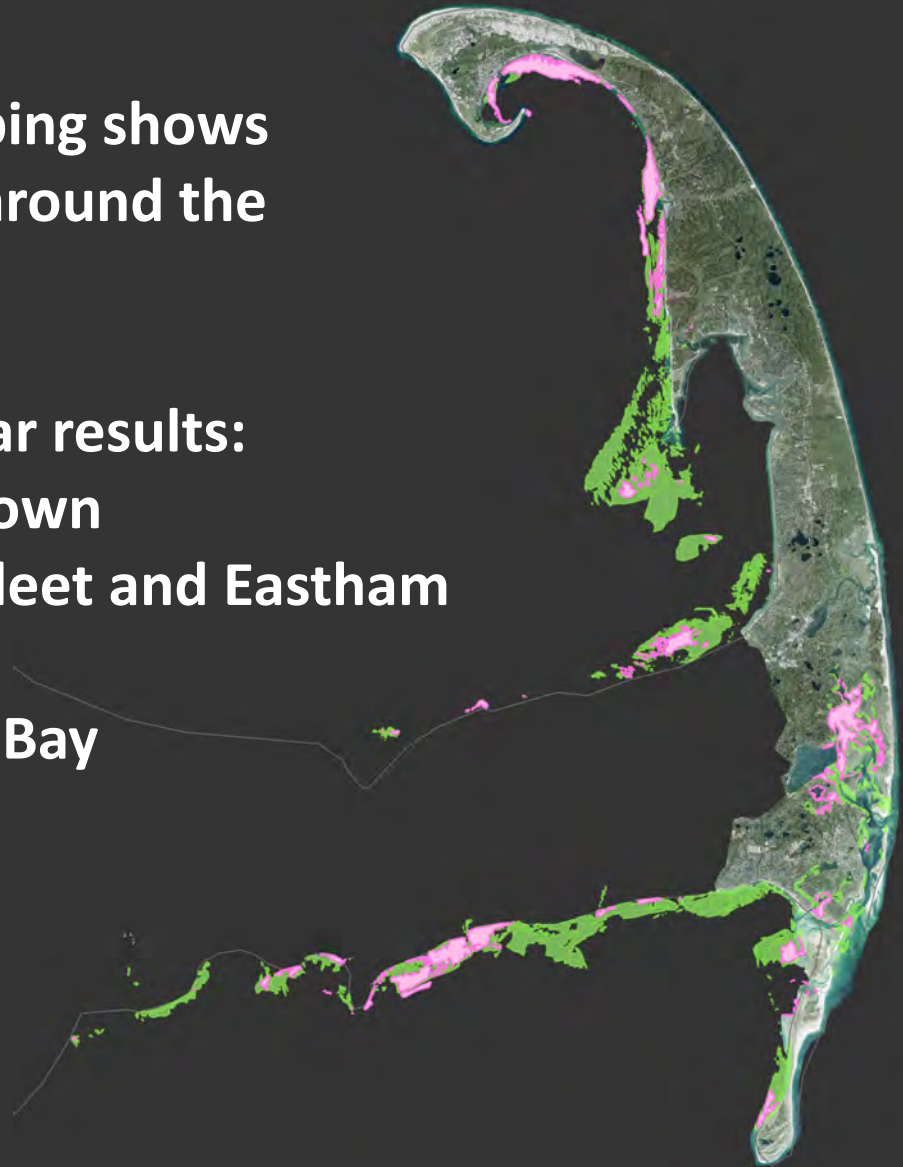 ping shows
around the
ar results:
own
leet and Eastham
Bay